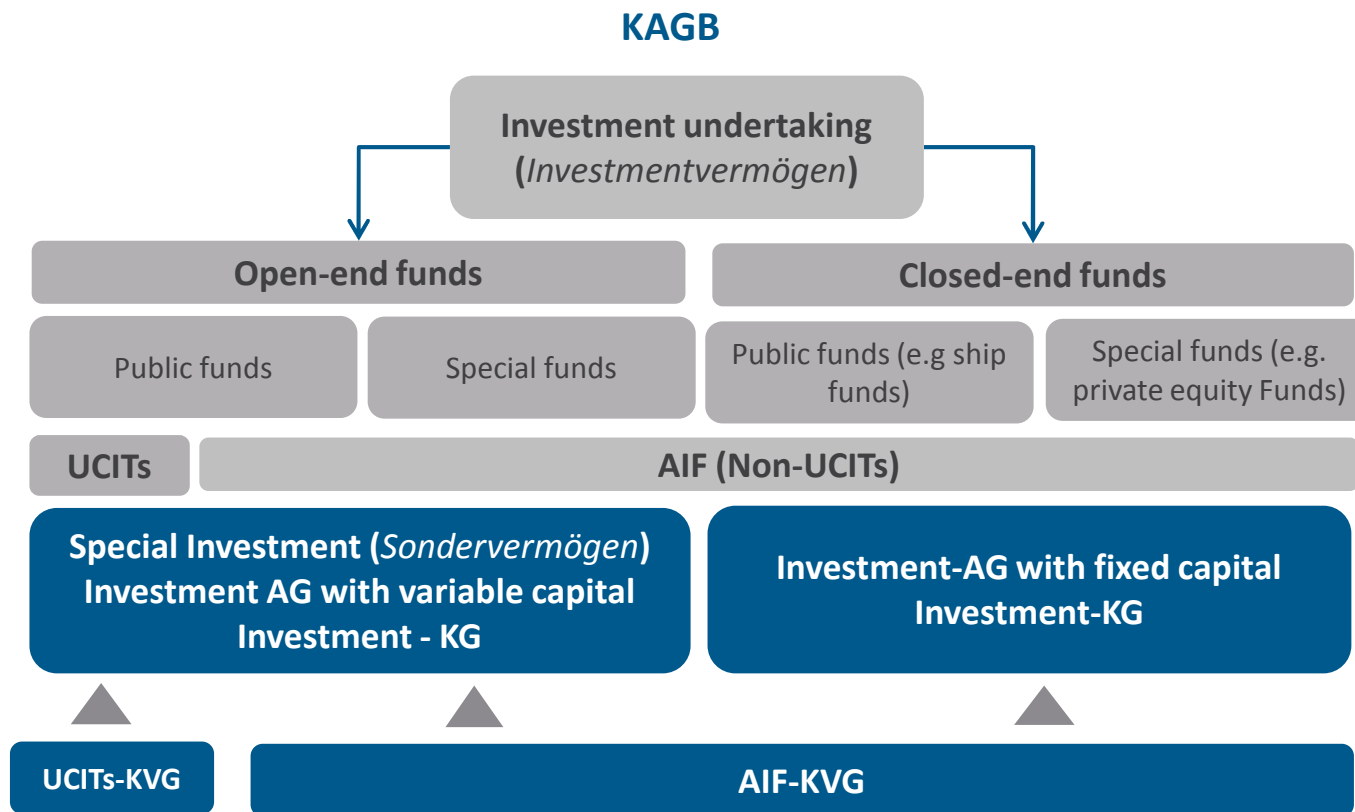 KAGB
Investment undertaking
(Investmentvermögen)
Open-end funds
Closed-end funds
Public funds
Special funds
Public funds (e.g ship
funds)
Special funds (e.g.
private equity Funds)
UCITs
AIF (Non-UCITs)
Special Investment (Sondervermögen)
Investment AG with variable capital
Investment - KG
Investment-AG with fixed capital
Investment-KG
UCITs-KVG
AIF-KVG